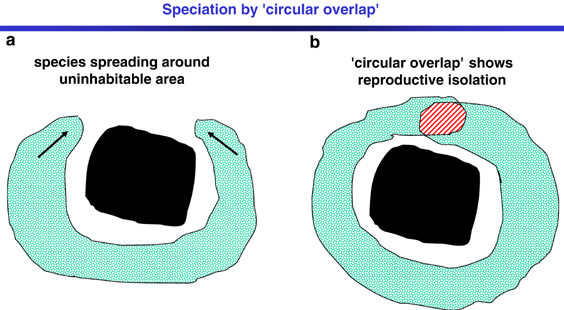 Speciation by 'circular overlap'
a
species spreading around
uninhabitable area
b
'circular overlap' shows
reproductive isolation